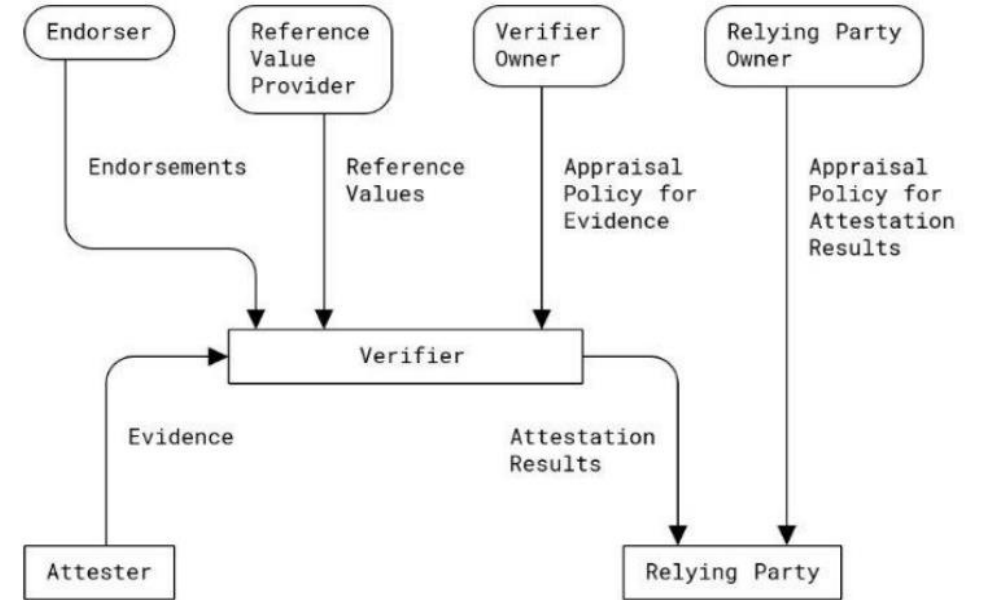 Endorser
Reference
Value
Provider
Verifier
Owner
Relying Party
Owner
Endorsements
Reference
Values
Appraisal
Policy for
Evidence
Appraisal
Policy for
Attestation
Results
Verifier
Evidence
Attestation
Results
Attester
Relying Party